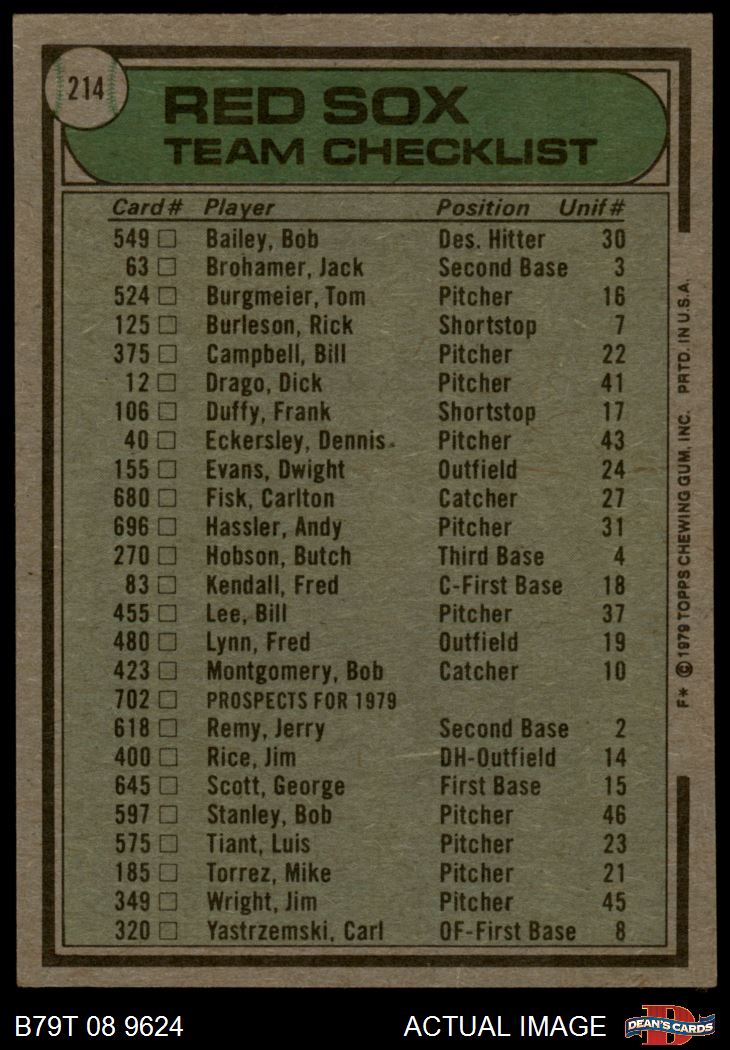 214
RED SOX
TEAM CHECKLIST
Card# Player Position Unif#
549 Bailey, Bob Des. Hitter 30
63 Brohamer, Jack Second Base 3
524 Burgmeier, Tom Pitcher 16
125 Burleson, Rick Shortstop 7
375 Campbell, Bill Pitcher 22
12 Drago, Dick Pitcher 41
106 Duffy, Frank Shortstop 17
40 Eckersley, Dennis Pitcher 43
155 Evans, Dwight Outfield 24
680 Fisk, Carlton Catcher 27
696 Hassler, Andy Pitcher 31
270 Hobson, Butch Third Base 4
83 Kendall, Fred C-First Base 18
455 Lee, Bill Pitcher 37
480 Lynn, Fred Outfield 19
423 Montgomery, Bob Catcher 10
702 PROSPECTS FOR 1979
618 Remy, Jerry Second Base 2
400 Rice, Jim DH-Outfield 14
645 Scott, George First Base 15
597 Stanley, Bob Pitcher 46
575 Tiant, Luis Pitcher 23
185 Torrez, Mike Pitcher 21
349 Wright, Jim Pitcher 45
320 Yastrzemski, Carl OF-First Base 8
F* © 1979 TOPPS CHEWING GUM, INC. PRTD. IN U.S.A.
B79T 08 9624 ACTUAL IMAGE
D
DEAN'S CARDS